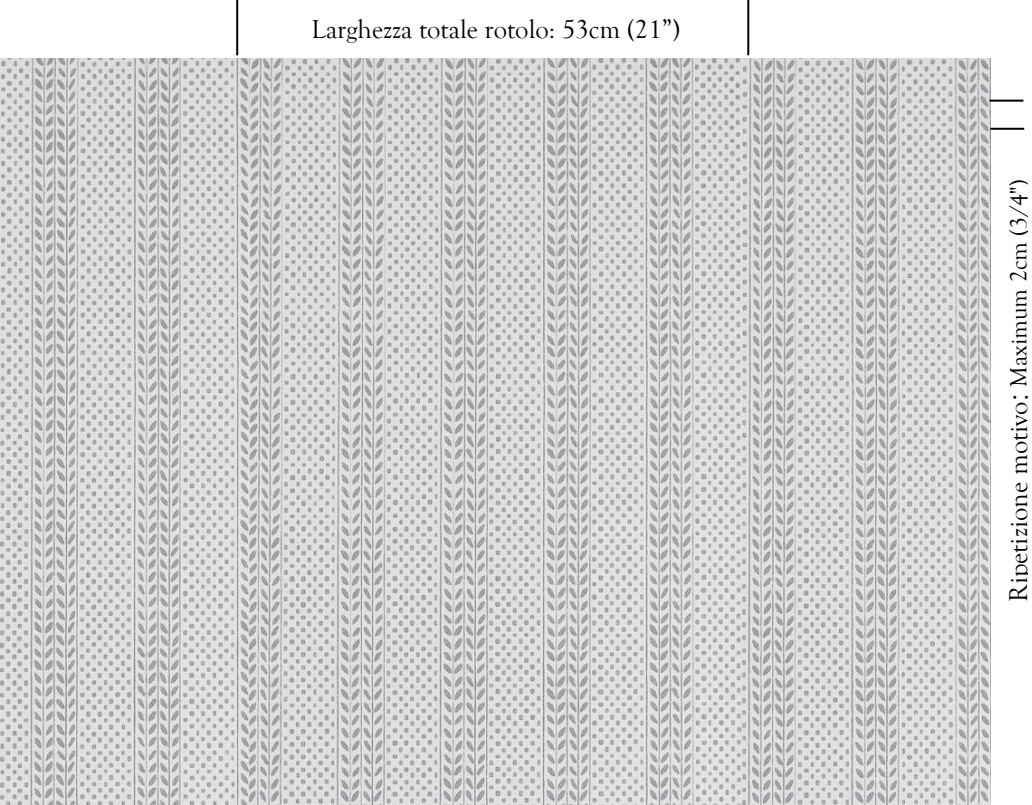 Larghezza totale rotolo: 53cm (21”)
Ripetizione motivo: Maximum 2cm (3/4")